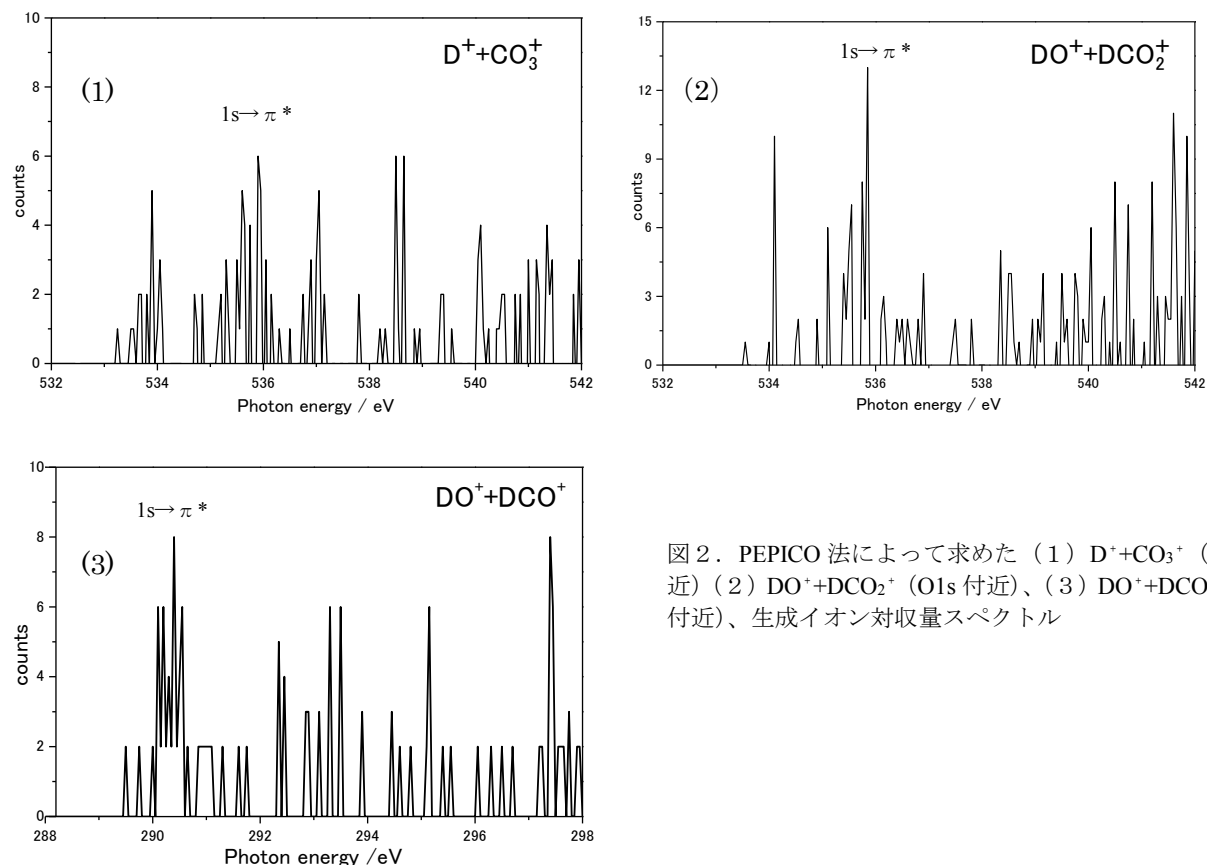 10
D⁺+CO₃⁺
8
(1)
1s→π*
6
counts
4
2
0
532 534 536 538 540 542
Photon energy / eV
15
1s→π*
DO⁺+DCO₂⁺
12
(2)
9
counts
6
3
0
532 534 536 538 540 542
Photon energy / eV
10
DO⁺+DCO⁺
1s→π*
8
(3)
6
counts
4
2
0
288 290 292 294 296 298
Photon energy /eV
図2．PEPICO 法によって求めた（1）D⁺+CO₃⁺（
近）（2）DO⁺+DCO₂⁺（O1s 付近）、（3）DO⁺+DCO
付近）、生成イオン対収量スペクトル